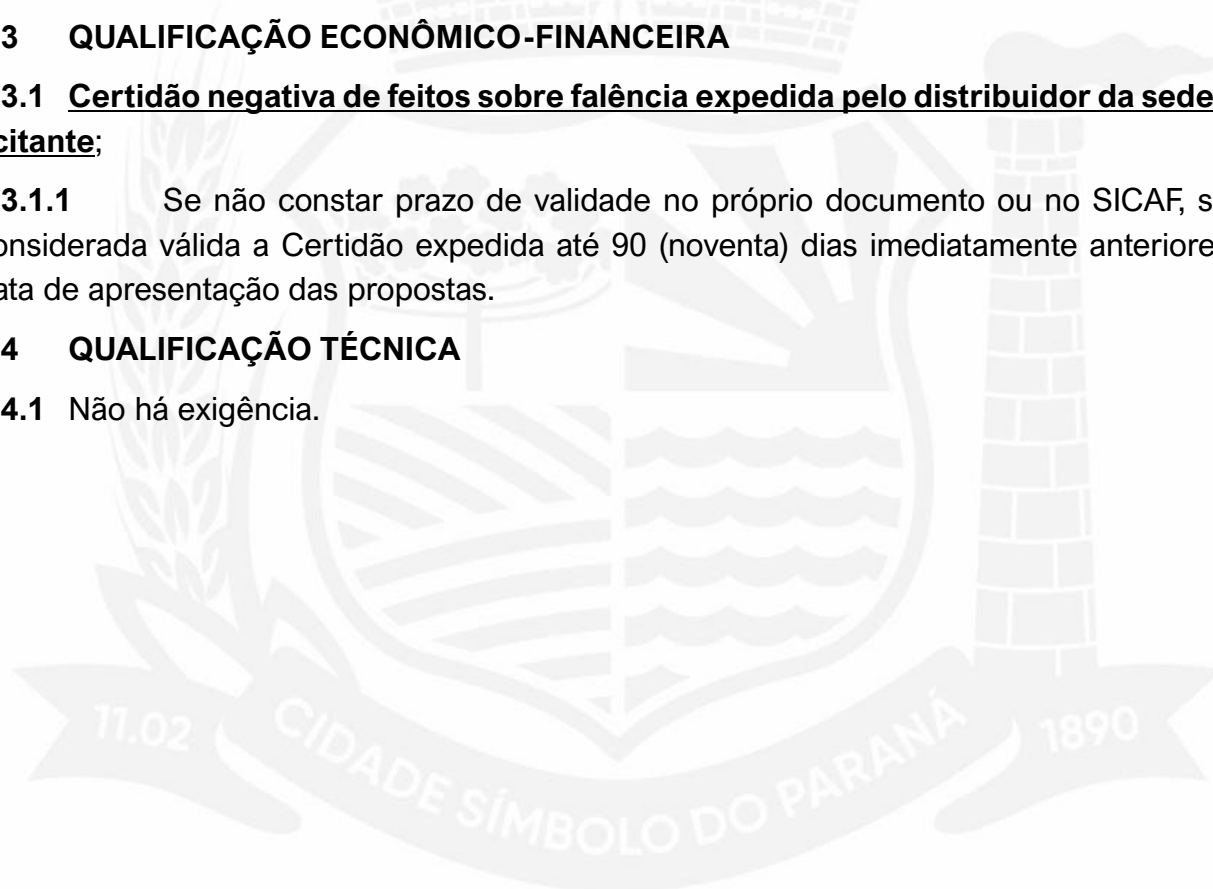 3 QUALIFICAÇÃO ECONÔMICO-FINANCEIRA
3.1 Certidão negativa de feitos sobre falência expedida pelo distribuidor da sede
citante;
3.1.1 Se não constar prazo de validade no próprio documento ou no SICAF, s
onsiderada válida a Certidão expedida até 90 (noventa) dias imediatamente anteriore
ata de apresentação das propostas.
4 QUALIFICAÇÃO TÉCNICA
4.1 Não há exigência.
11.02 CIDADE SÍMBOLO DO PARANÁ 1890